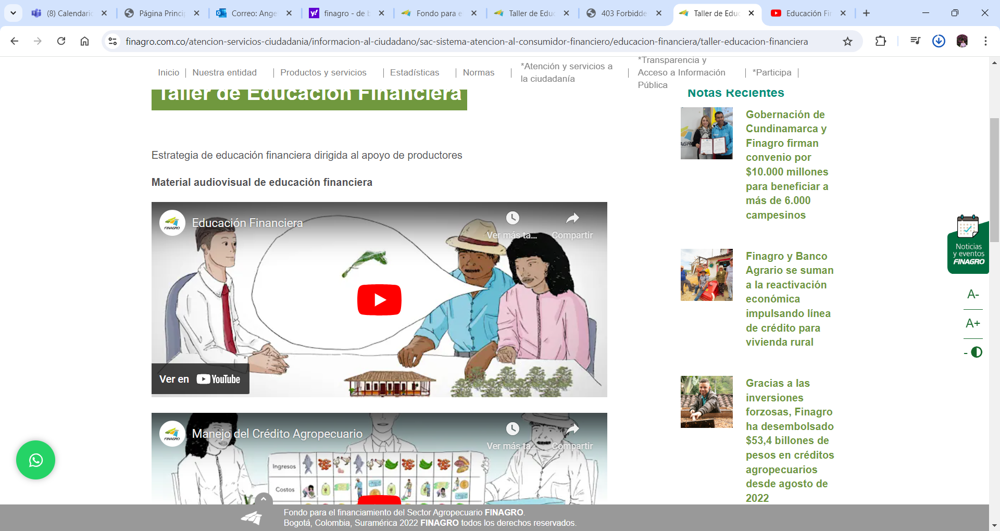 (8) Calendario
Página Princip
Correo: Ange
finagro - de b
Fondo para e
Taller de Educ
403 Forbidde
Taller de Educ
Educación Fin
finagro.com.co/atencion-servicios-ciudadania/informacion-al-ciudadano/sac-sistema-atencion-al-consumidor-financiero/educacion-financiera/taller-educacion-financiera
Inicio
Nuestra entidad
Productos y servicios
Estadísticas
Normas
*Atención y servicios a
la ciudadanía
*Transparencia y
Acceso a Información
Pública
*Participa
Taller de Educación Financiera
Estrategia de educación financiera dirigida al apoyo de productores
Material audiovisual de educación financiera
FINAGRO
Educación Financiera
Ver más ta...
Compartir
Ver en YouTube
FINAGRO
Manejo del Crédito Agropecuario
Ver más ta...
Compartir
Ingresos
Costos
Notas Recientes
Gobernación de
Cundinamarca y
Finagro firman
convenio por
$10.000 millones
para beneficiar a
más de 6.000
campesinos
Finagro y Banco
Agrario se suman
a la reactivación
económica
impulsando línea
de crédito para
vivienda rural
Gracias a las
inversiones
forzosas, Finagro
ha desembolsado
$53,4 billones de
pesos en créditos
agropecuarios
desde agosto de
2022
Noticias
y eventos
FINAGRO
A-
A+
-
Fondo para el financiamiento del Sector Agropecuario FINAGRO.
Bogotá, Colombia, Suramérica 2022 FINAGRO todos los derechos reservados.